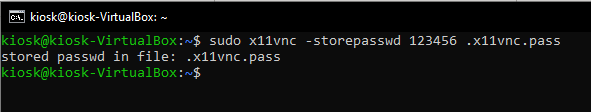 kiosk@kiosk-VirtualBox: ~
kiosk@kiosk-VirtualBox:~$ sudo x11vnc -storepasswd 123456 .x11vnc.pass
stored passwd in file: .x11vnc.pass
kiosk@kiosk-VirtualBox:~$